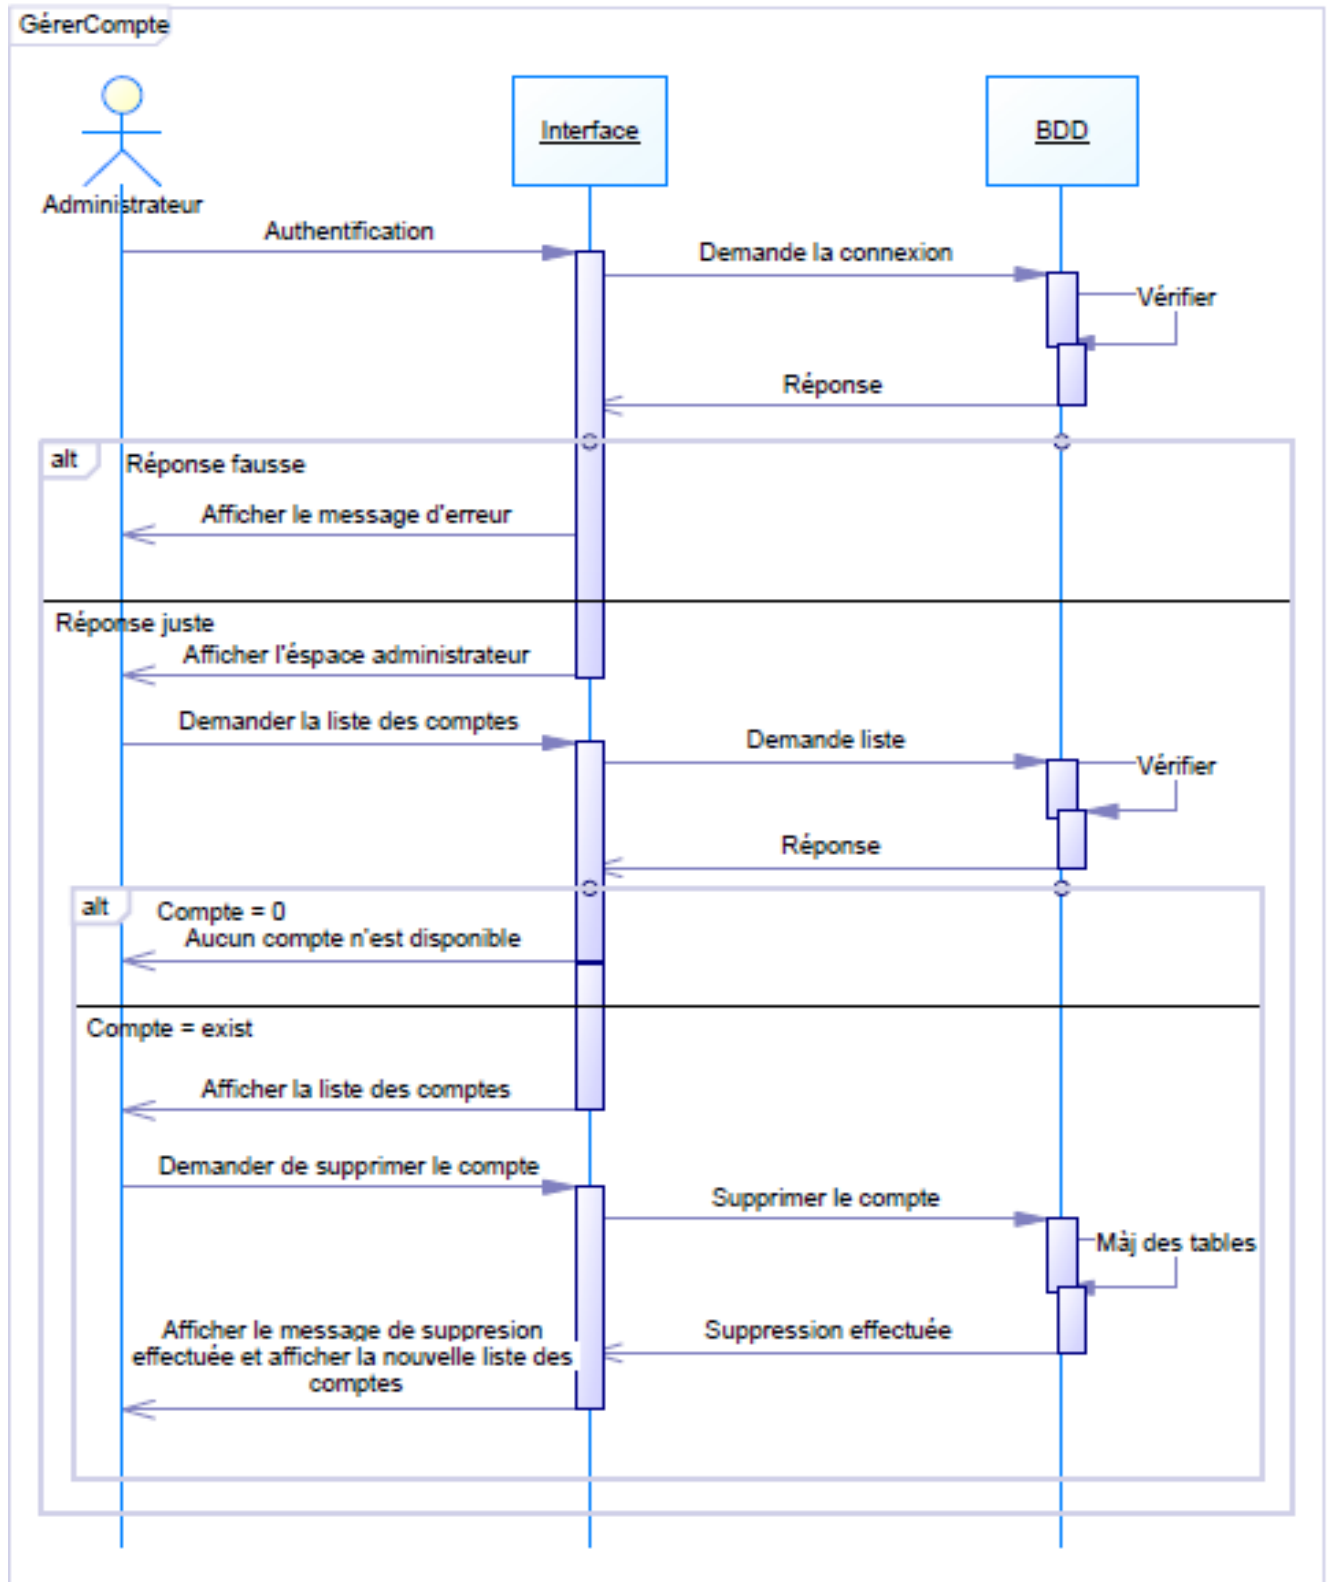 GérerCompte
Interface
BDD
Administrateur
Authentification
Demande la connexion
Vérifier
Réponse
alt
Réponse fausse
Afficher le message d'erreur
Réponse juste
Afficher l'éspace administrateur
Demander la liste des comptes
Demande liste
Vérifier
Réponse
alt
Compte = 0
Aucun compte n'est disponible
Compte = exist
Afficher la liste des comptes
Demander de supprimer le compte
Supprimer le compte
Màj des tables
Suppression effectuée
Afficher le message de suppresion
effectuée et afficher la nouvelle liste des
comptes